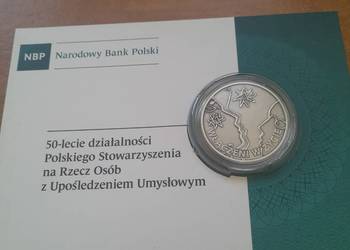 NBP Narodowy Bank Polski
50-lecie działalności
Polskiego Stowarzyszenia
na Rzecz Osób
z Upośledzeniem Umysłowym